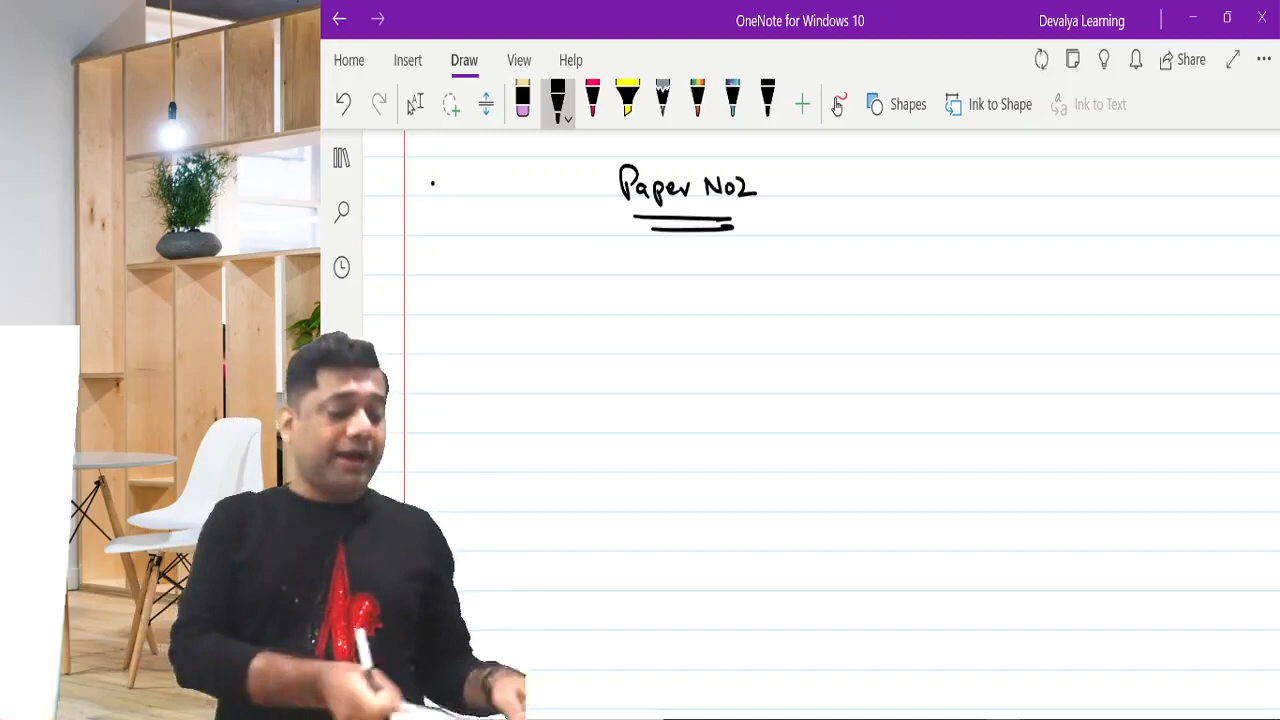 OneNote for Windows 10
Devalya Learning
Home Insert Draw View Help
Share
Shapes
Ink to Shape
Ink to Text
Paper No2